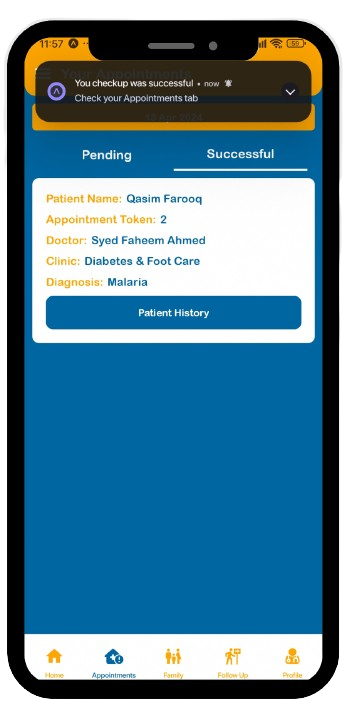 11:57
You checkup was successful • now
Check your Appointments tab
Pending
Successful
Patient Name: Qasim Farooq
Appointment Token: 2
Doctor: Syed Faheem Ahmed
Clinic: Diabetes & Foot Care
Diagnosis: Malaria
Patient History
Home
Appointments
Family
Follow Up
Profile